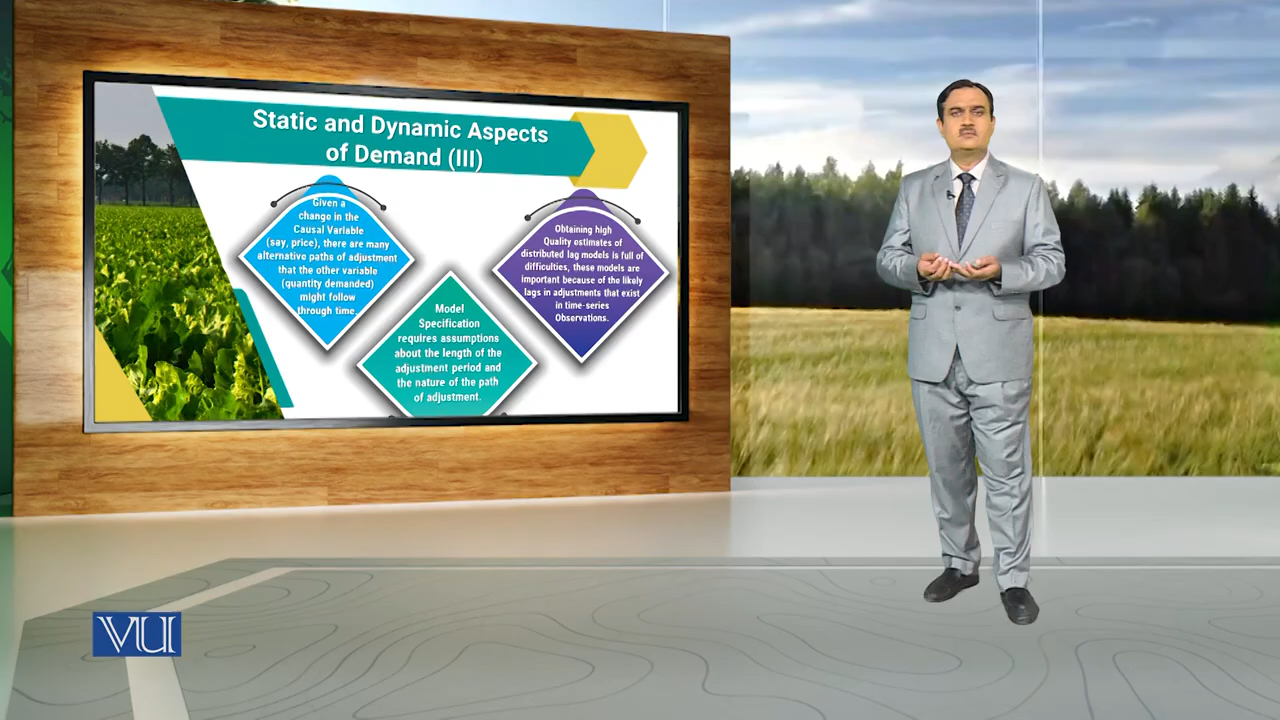 Static and Dynamic Aspects
of Demand (III)
Given a
change in the
Causal Variable
(say, price), there are many
alternative paths of adjustment
that the other variable
(quantity demanded)
might follow
through time.
Model
Specification
requires assumptions
about the length of the
adjustment period and
the nature of the path
of adjustment.
Obtaining high
Quality estimates of
distributed lag models is full of
difficulties, these models are
important because of the likely
lags in adjustments that exist
in time-series
Observations.
VU